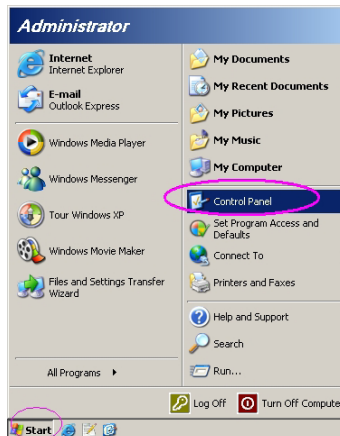 Administrator
Internet
Internet Explorer
E-mail
Outlook Express
Windows Media Player
Windows Messenger
Tour Windows XP
Windows Movie Maker
Files and Settings Transfer
Wizard
All Programs
My Documents
My Recent Documents
My Pictures
My Music
My Computer
Control Panel
Set Program Access and
Defaults
Connect To
Printers and Faxes
Help and Support
Search
Run...
Log Off
Turn Off Compute
Start